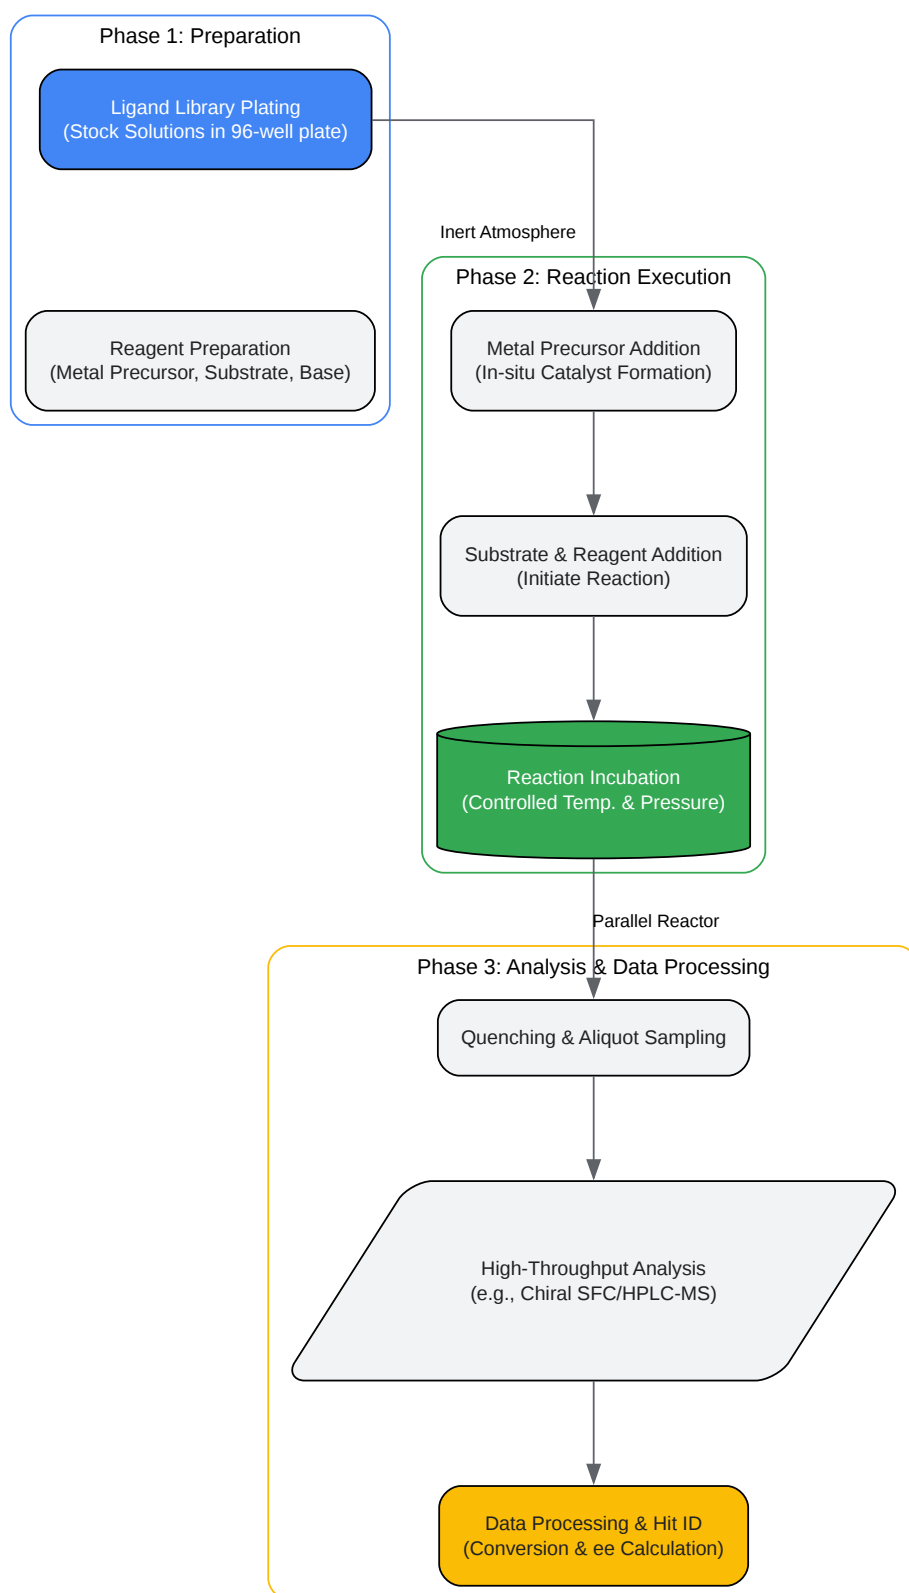 Phase 1: Preparation
Ligand Library Plating
(Stock Solutions in 96-well plate)
Inert Atmosphere
Reagent Preparation
(Metal Precursor, Substrate, Base)
Phase 2: Reaction Execution
Metal Precursor Addition
(In-situ Catalyst Formation)
Substrate & Reagent Addition
(Initiate Reaction)
Reaction Incubation
(Controlled Temp. & Pressure)
Parallel Reactor
Phase 3: Analysis & Data Processing
Quenching & Aliquot Sampling
High-Throughput Analysis
(e.g., Chiral SFC/HPLC-MS)
Data Processing & Hit ID
(Conversion & ee Calculation)